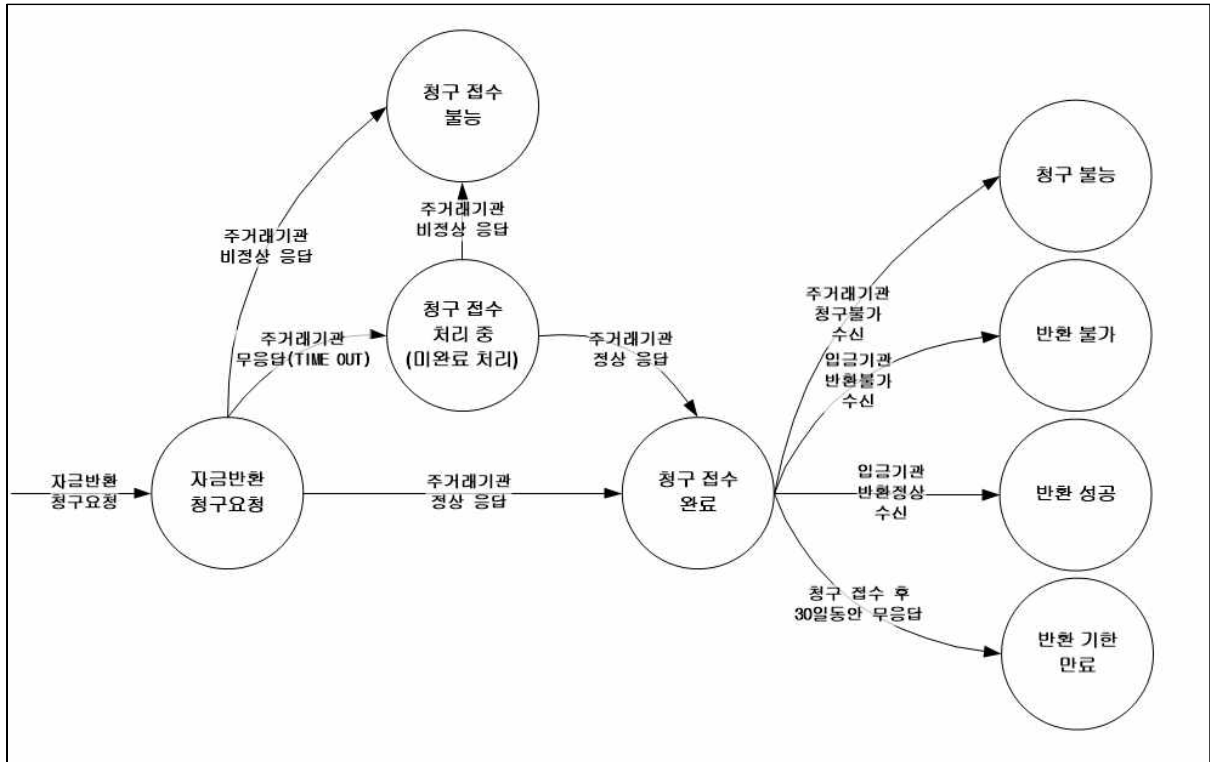 청구 접수
불능
청구 불능
주거래기관
비정상 응답
주거래기관
비정상 응답
청구 접수
처리 중
(미완료 처리)
주거래기관
무응답(TIME OUT)
주거래기관
정상 응답
주거래기관
청구불가
수신
반환 불가
입금기관
반환불가
수신
자금반환
청구요청
자금반환
청구요청
주거래기관
정상 응답
청구 접수
완료
입금기관
반환정상
수신
반환 성공
청구 접수 후
30일동안 무응답
반환 기한
만료